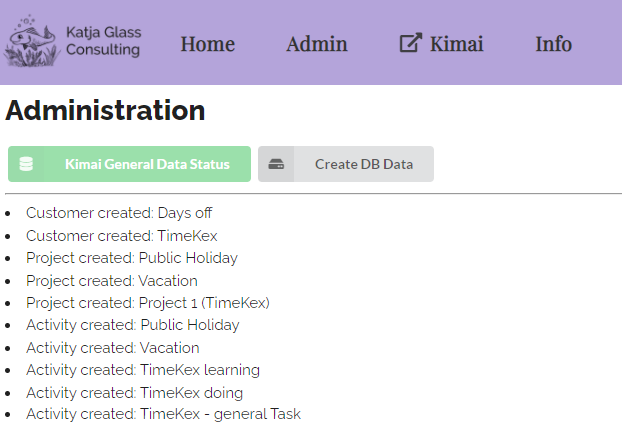 Katja Glass
Consulting
Home Admin Kimai Info
Administration
Kimai General Data Status Create DB Data
Customer created: Days off
Customer created: TimeKex
Project created: Public Holiday
Project created: Vacation
Project created: Project 1 (TimeKex)
Activity created: Public Holiday
Activity created: Vacation
Activity created: TimeKex learning
Activity created: TimeKex doing
Activity created: TimeKex - general Task